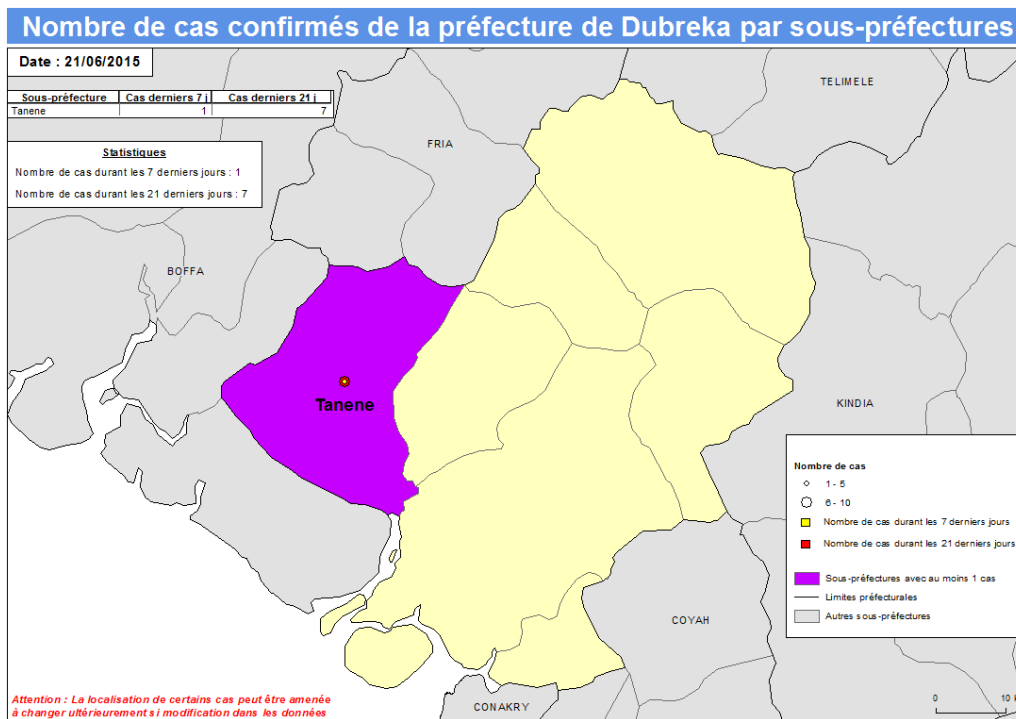 Nombre de cas confirmés de la préfecture de Dubreka par sous-préfectures
Date : 21/06/2015
Sous-préfecture Cas derniers 7 j Cas derniers 21 j
Tanene 1 7
Statistiques
Nombre de cas durant les 7 derniers jours : 1
Nombre de cas durant les 21 derniers jours : 7
TELIMELE
FRIA
BOFFA
Tanene
KINDIA
COYAH
CONAKRY
Nombre de cas
1 - 5
6 - 10
Nombre de cas durant les 7 derniers jours
Nombre de cas durant les 21 derniers jours
Sous-préfectures avec au moins 1 cas
Limites préfecturales
Autres sous-préfectures
0 10
Attention : La localisation de certains cas peut être amenée
à changer ultérieurement si modification dans les données